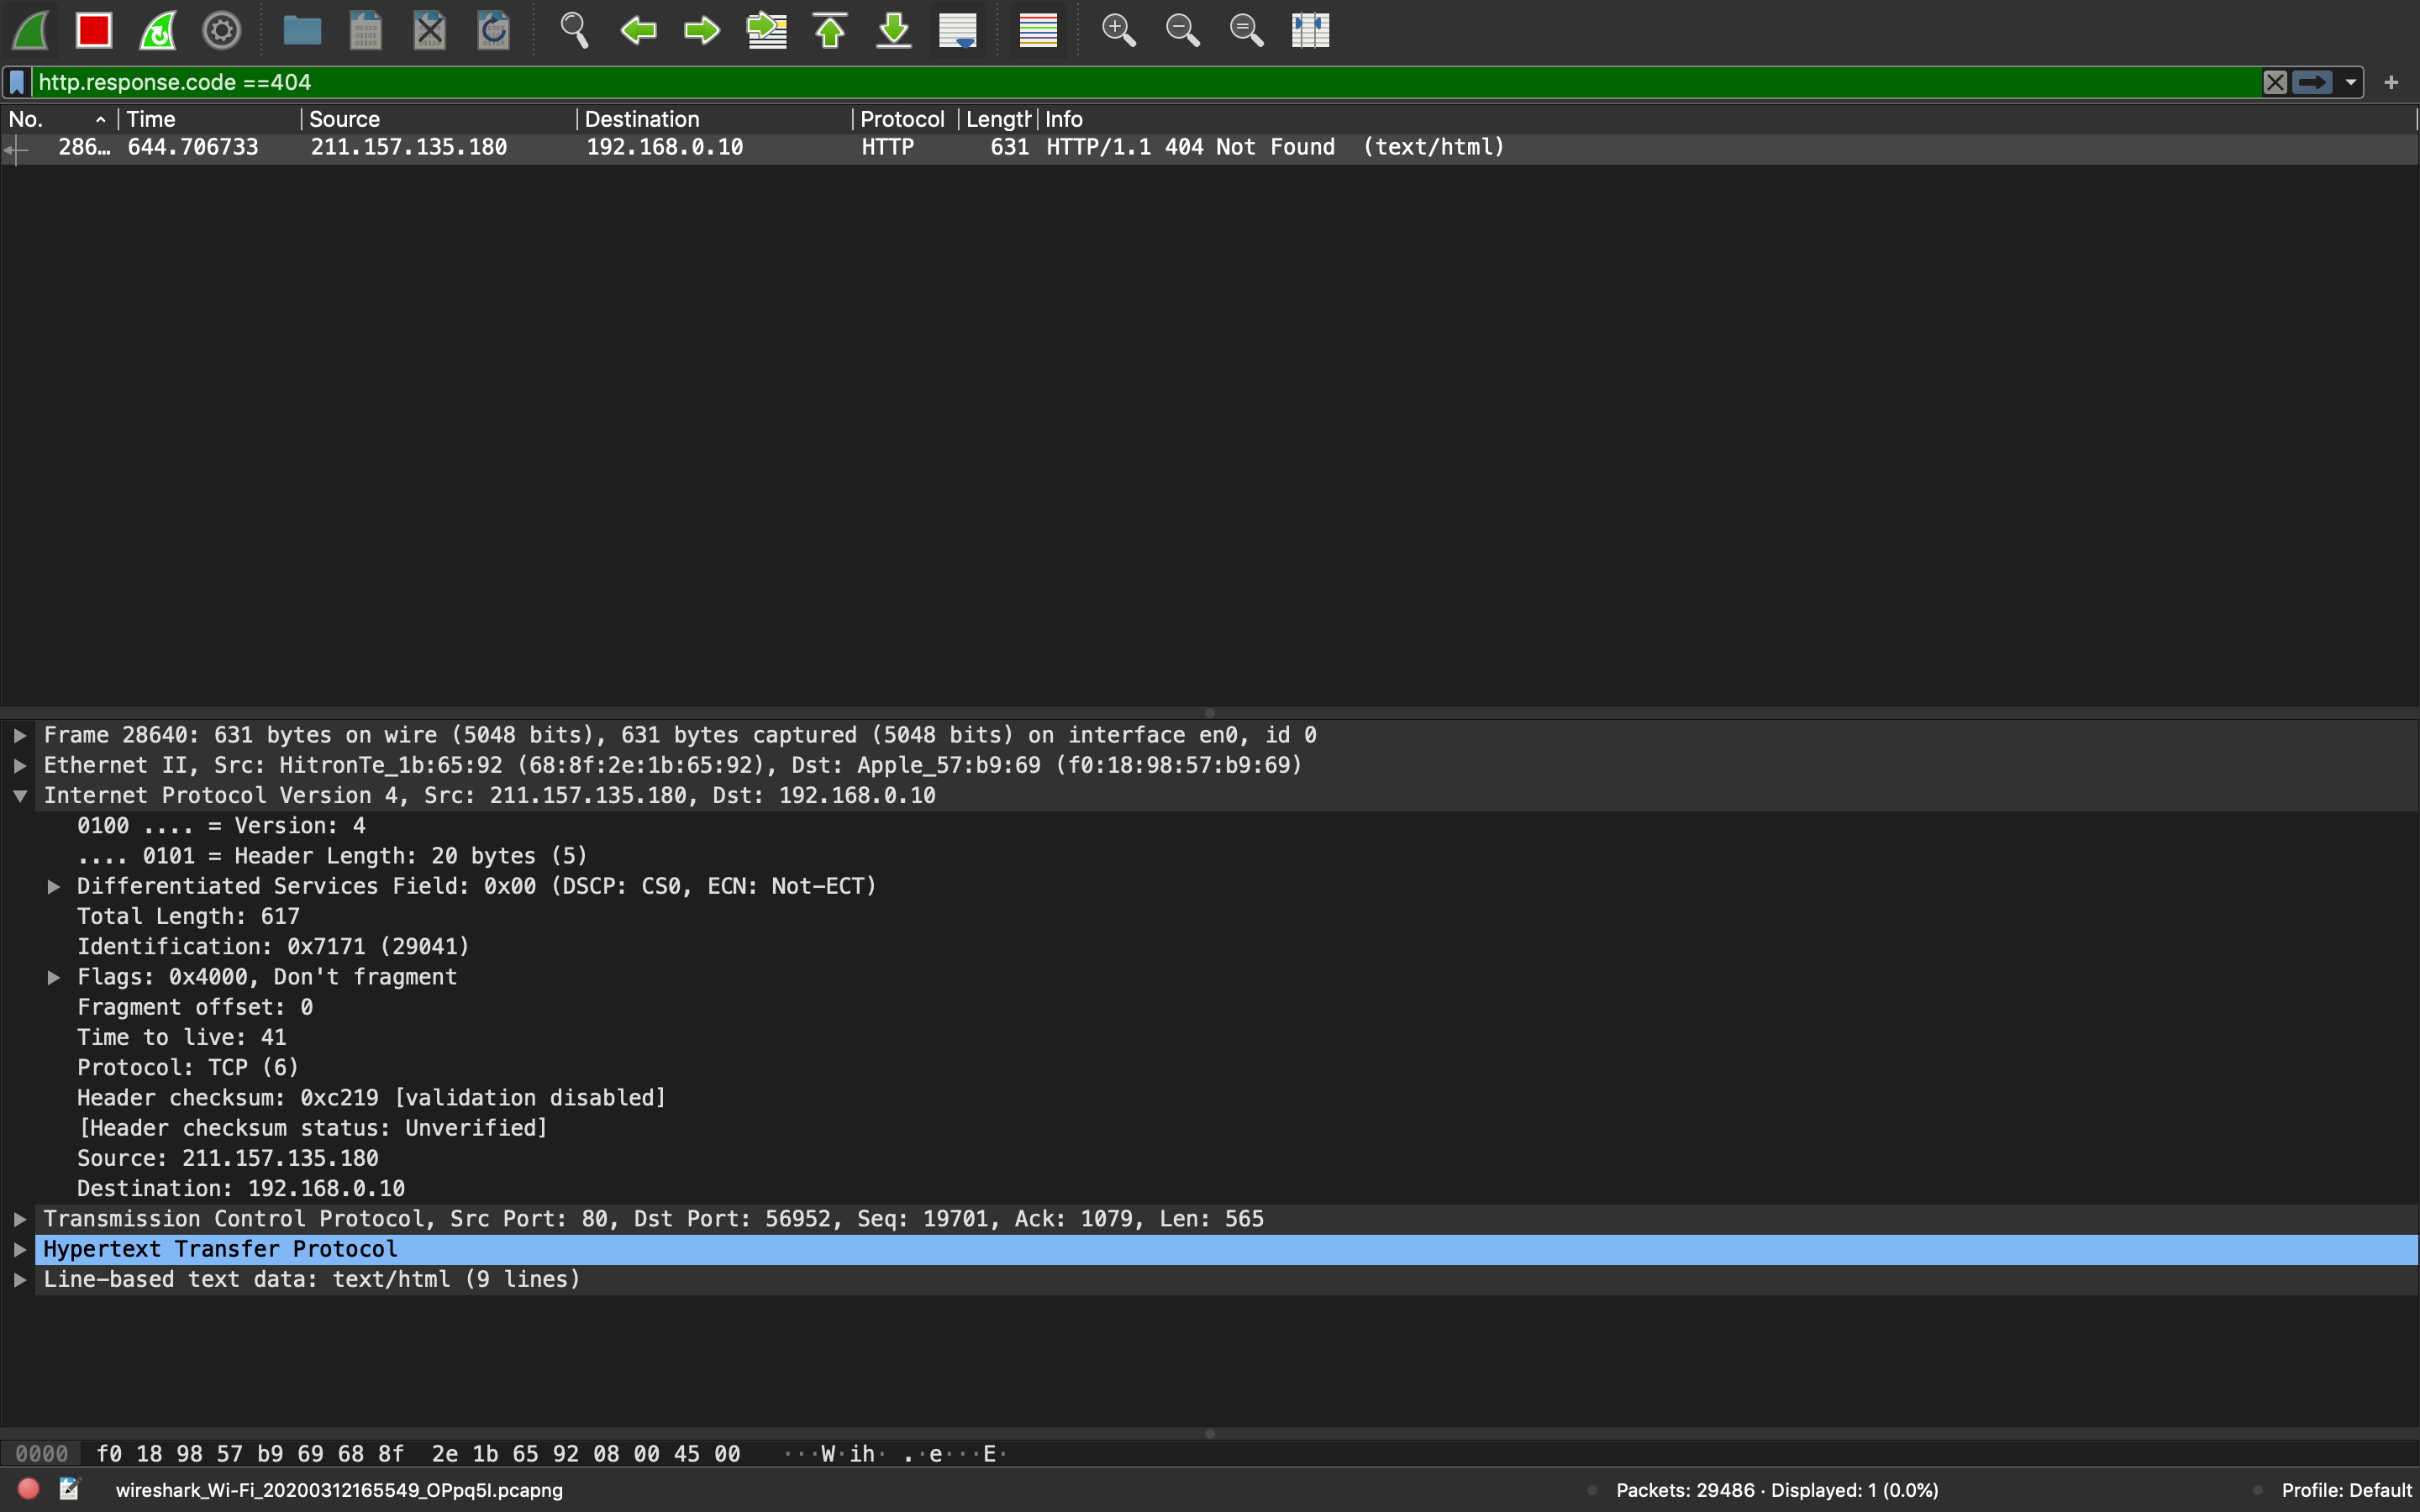 http.response.code ==404
No. Time Source Destination Protocol Length Info
286… 644.706733 211.157.135.180 192.168.0.10 HTTP 631 HTTP/1.1 404 Not Found (text/html)
Frame 28640: 631 bytes on wire (5048 bits), 631 bytes captured (5048 bits) on interface en0, id 0
Ethernet II, Src: HitronTe_1b:65:92 (68:8f:2e:1b:65:92), Dst: Apple_57:b9:69 (f0:18:98:57:b9:69)
Internet Protocol Version 4, Src: 211.157.135.180, Dst: 192.168.0.10
0100 .... = Version: 4
.... 0101 = Header Length: 20 bytes (5)
Differentiated Services Field: 0x00 (DSCP: CS0, ECN: Not-ECT)
Total Length: 617
Identification: 0x7171 (29041)
Flags: 0x4000, Don't fragment
Fragment offset: 0
Time to live: 41
Protocol: TCP (6)
Header checksum: 0xc219 [validation disabled]
[Header checksum status: Unverified]
Source: 211.157.135.180
Destination: 192.168.0.10
Transmission Control Protocol, Src Port: 80, Dst Port: 56952, Seq: 19701, Ack: 1079, Len: 565
Hypertext Transfer Protocol
Line-based text data: text/html (9 lines)
0000 f0 18 98 57 b9 69 68 8f 2e 1b 65 92 08 00 45 00 ···W·ih· .·e···E·
wireshark_Wi-Fi_20200312165549_OPpq5l.pcapng Packets: 29486 · Displayed: 1 (0.0%) Profile: Default